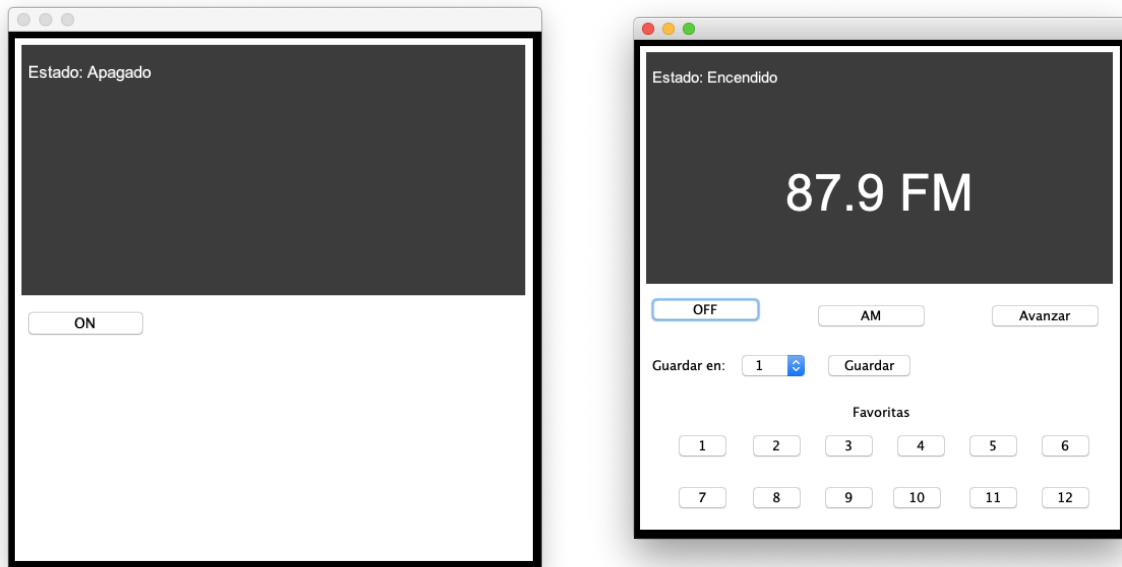 Estado: Apagado
ON
Estado: Encendido
87.9 FM
OFF AM Avanzar
Guardar en: 1 Guardar
Favoritas
1 2 3 4 5 6
7 8 9 10 11 12